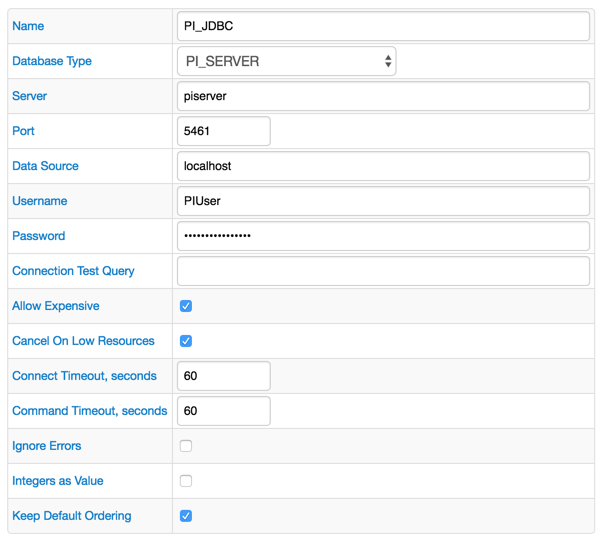 Name PI_JDBC
Database Type PI_SERVER
Server piserver
Port 5461
Data Source localhost
Username PIUser
Password ••••••••••••••••
Connection Test Query
Allow Expensive
Cancel On Low Resources
Connect Timeout, seconds 60
Command Timeout, seconds 60
Ignore Errors
Integers as Value
Keep Default Ordering